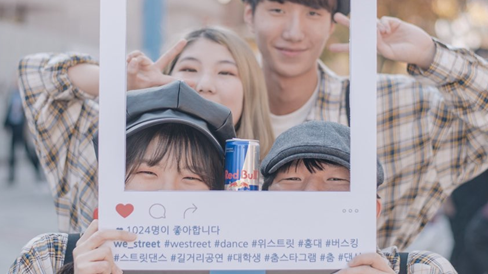 Red Bull
1024명이 좋아합니다
we_street #westreet #dance #위스트릿 #홍대 #버스킹
#스트릿댄스 #길거리공연 #대학생 #춤스타그램 #춤 #댄서